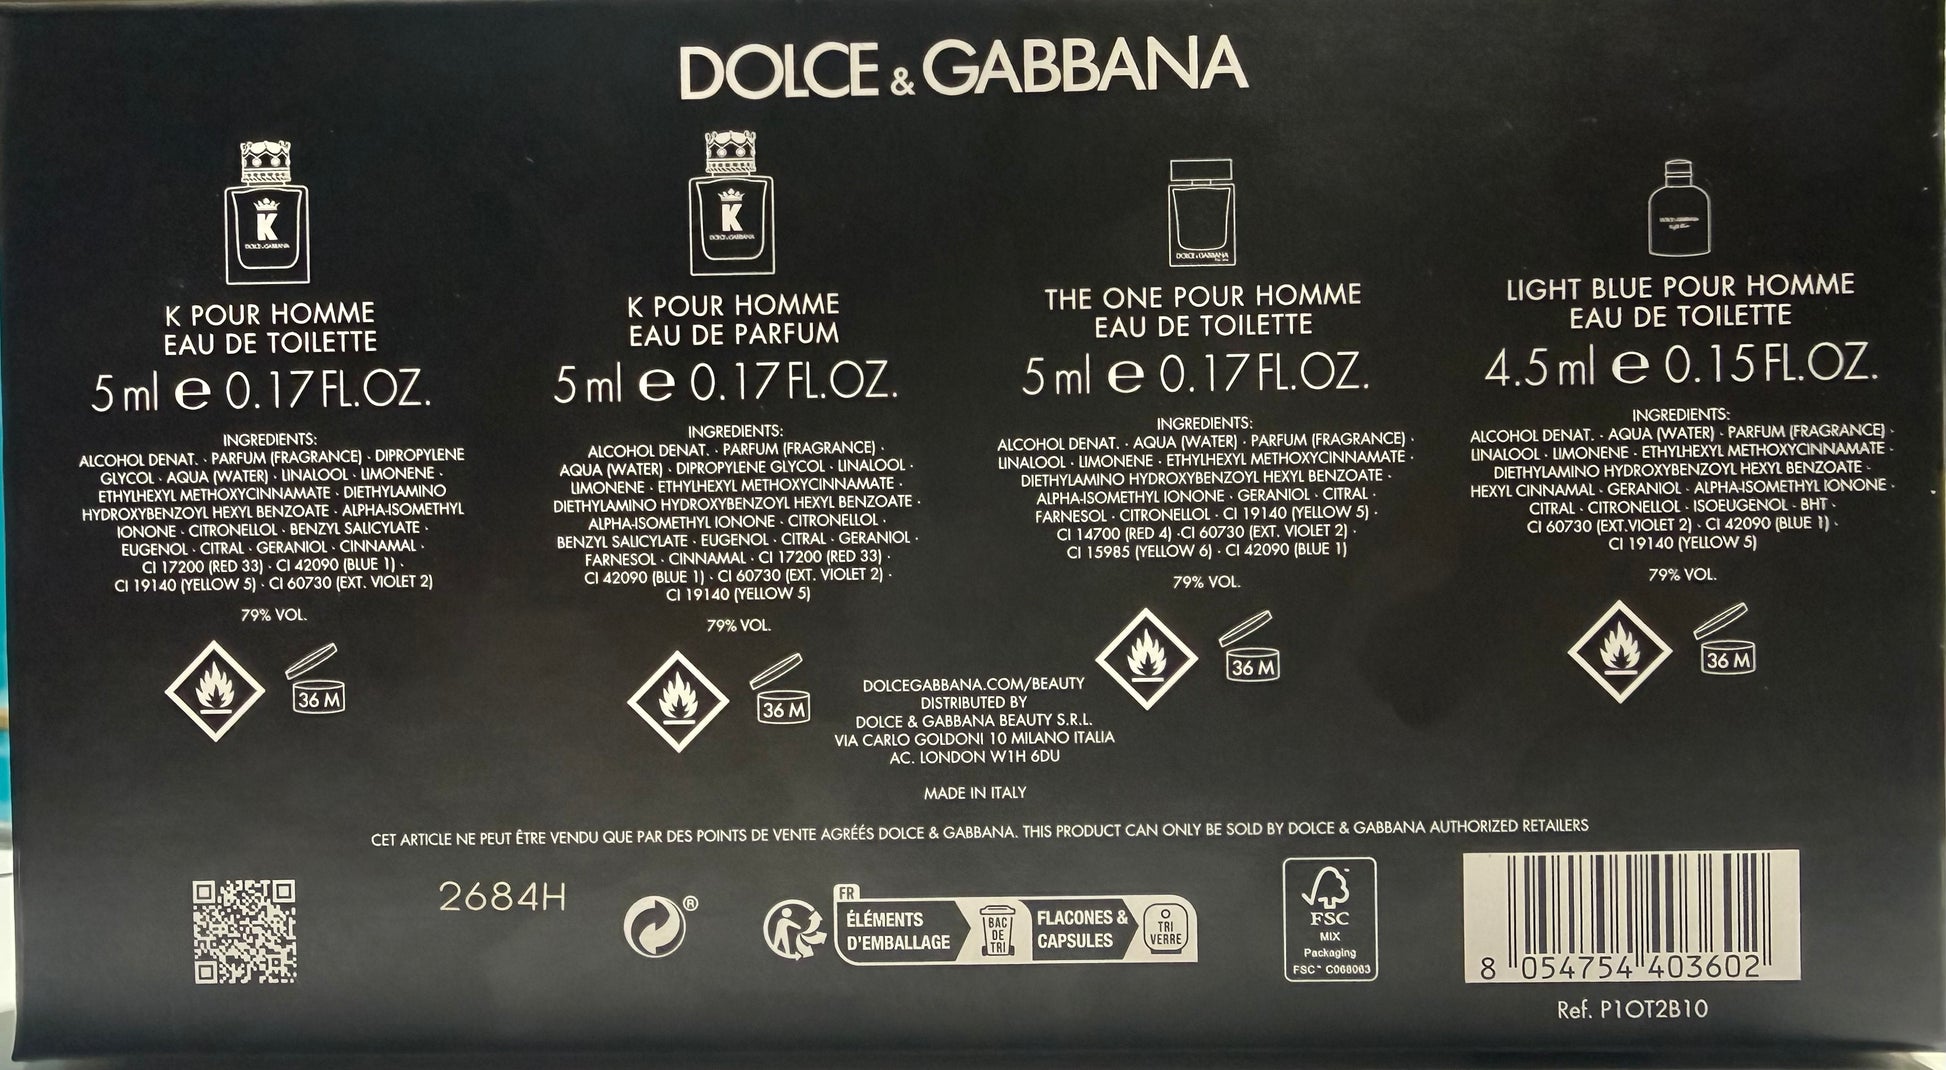 DOLCE & GABBANA
K
DOLCE & GABBANA
K POUR HOMME
EAU DE TOILETTE
5 ml e 0.17 FL.OZ.
INGREDIENTS:
ALCOHOL DENAT. · PARFUM (FRAGRANCE) · DIPROPYLENE
GLYCOL · AQUA (WATER) · LINALOOL · LIMONENE ·
ETHYLHEXYL METHOXYCINNAMATE · DIETHYLAMINO
HYDROXYBENZOYL HEXYL BENZOATE · ALPHA-ISOMETHYL
IONONE · CITRONELLOL · BENZYL SALICYLATE ·
EUGENOL · CITRAL · GERANIOL · CINNAMAL ·
CI 17200 (RED 33) · CI 42090 (BLUE 1) ·
CI 19140 (YELLOW 5) · CI 60730 (EXT. VIOLET 2)
79% VOL.
36 M
K
DOLCE & GABBANA
K POUR HOMME
EAU DE PARFUM
5 ml e 0.17 FL.OZ.
INGREDIENTS:
ALCOHOL DENAT. · PARFUM (FRAGRANCE) ·
AQUA (WATER) · DIPROPYLENE GLYCOL · LINALOOL ·
LIMONENE · ETHYLHEXYL METHOXYCINNAMATE ·
DIETHYLAMINO HYDROXYBENZOYL HEXYL BENZOATE ·
ALPHA-ISOMETHYL IONONE · CITRONELLOL ·
BENZYL SALICYLATE · EUGENOL · CITRAL · GERANIOL ·
FARNESOL · CINNAMAL · CI 17200 (RED 33) ·
CI 42090 (BLUE 1) · CI 60730 (EXT. VIOLET 2) ·
CI 19140 (YELLOW 5)
79% VOL.
36 M
DOLCE & GABBANA
THE ONE POUR HOMME
EAU DE TOILETTE
5 ml e 0.17 FL.OZ.
INGREDIENTS:
ALCOHOL DENAT. · AQUA (WATER) · PARFUM (FRAGRANCE) ·
LINALOOL · LIMONENE · ETHYLHEXYL METHOXYCINNAMATE ·
DIETHYLAMINO HYDROXYBENZOYL HEXYL BENZOATE ·
ALPHA-ISOMETHYL IONONE · GERANIOL · CITRAL ·
FARNESOL · CITRONELLOL · CI 19140 (YELLOW 5) ·
CI 14700 (RED 4) · CI 60730 (EXT. VIOLET 2) ·
CI 15985 (YELLOW 6) · CI 42090 (BLUE 1)
79% VOL.
36 M
LIGHT BLUE POUR HOMME
EAU DE TOILETTE
4.5 ml e 0.15 FL.OZ.
INGREDIENTS:
ALCOHOL DENAT. · AQUA (WATER) · PARFUM (FRAGRANCE) ·
LINALOOL · LIMONENE · ETHYLHEXYL METHOXYCINNAMATE ·
DIETHYLAMINO HYDROXYBENZOYL HEXYL BENZOATE ·
HEXYL CINNAMAL · GERANIOL · ALPHA-ISOMETHYL IONONE ·
CITRAL · CITRONELLOL · ISOEUGENOL · BHT ·
CI 60730 (EXT.VIOLET 2) · CI 42090 (BLUE 1) ·
CI 19140 (YELLOW 5)
79% VOL.
36 M
DOLCEGABBANA.COM/BEAUTY
DISTRIBUTED BY
DOLCE & GABBANA BEAUTY S.R.L.
VIA CARLO GOLDONI 10 MILANO ITALIA
AC. LONDON W1H 6DU
MADE IN ITALY
CET ARTICLE NE PEUT ÊTRE VENDU QUE PAR DES POINTS DE VENTE AGRÉÉS DOLCE & GABBANA. THIS PRODUCT CAN ONLY BE SOLD BY DOLCE & GABBANA AUTHORIZED RETAILERS
2684H
®
FR
ÉLÉMENTS
D'EMBALLAGE
BAC
DE
TRI
FLACONES &
CAPSULES
TRI
VERRE
FSC
MIX
Packaging
FSC™ C068063
8 054754 403602
Ref. P1OT2B10